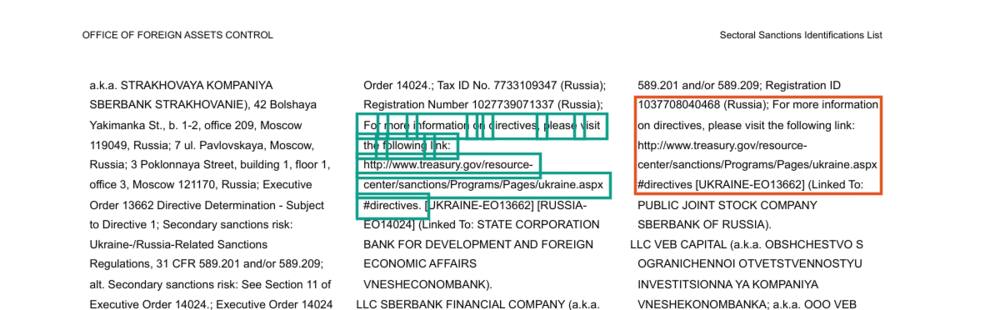 OFFICE OF FOREIGN ASSETS CONTROL
Sectoral Sanctions Identifications List
a.k.a. STRAKHOVAYA KOMPANIYA
SBERBANK STRAKHOVANIE), 42 Bolshaya
Yakimanka St., b. 1-2, office 209, Moscow
119049, Russia; 7 ul. Pavlovskaya, Moscow,
Russia; 3 Poklonnaya Street, building 1, floor 1,
office 3, Moscow 121170, Russia; Executive
Order 13662 Directive Determination - Subject
to Directive 1; Secondary sanctions risk:
Ukraine-/Russia-Related Sanctions
Regulations, 31 CFR 589.201 and/or 589.209;
alt. Secondary sanctions risk: See Section 11 of
Executive Order 14024.; Executive Order 14024
Order 14024.; Tax ID No. 7733109347 (Russia);
Registration Number 1027739071337 (Russia);
For more information on directives, please visit
the following link:
http://www.treasury.gov/resource-
center/sanctions/Programs/Pages/ukraine.aspx
#directives. [UKRAINE-EO13662] [RUSSIA-
EO14024] (Linked To: STATE CORPORATION
BANK FOR DEVELOPMENT AND FOREIGN
ECONOMIC AFFAIRS
VNESHECONOMBANK).
LLC SBERBANK FINANCIAL COMPANY (a.k.a.
589.201 and/or 589.209; Registration ID
1037708040468 (Russia); For more information
on directives, please visit the following link:
http://www.treasury.gov/resource-
center/sanctions/Programs/Pages/ukraine.aspx
#directives [UKRAINE-EO13662] (Linked To:
PUBLIC JOINT STOCK COMPANY
SBERBANK OF RUSSIA).
LLC VEB CAPITAL (a.k.a. OBSHCHESTVO S
OGRANICHENNOI OTVETSTVENNOSTYU
INVESTITSIONNA YA KOMPANIYA
VNESHEKONOMBANKA; a.k.a. OOO VEB